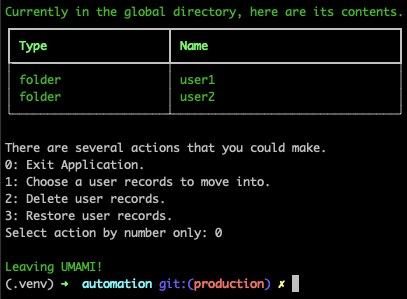 Currently in the global directory, here are its contents.
Type Name
folder user1
folder user2
There are several actions that you could make.
0: Exit Application.
1: Choose a user records to move into.
2: Delete user records.
3: Restore user records.
Select action by number only: 0
Leaving UMAMI!
(.venv) ➜ automation git:(production) ✗